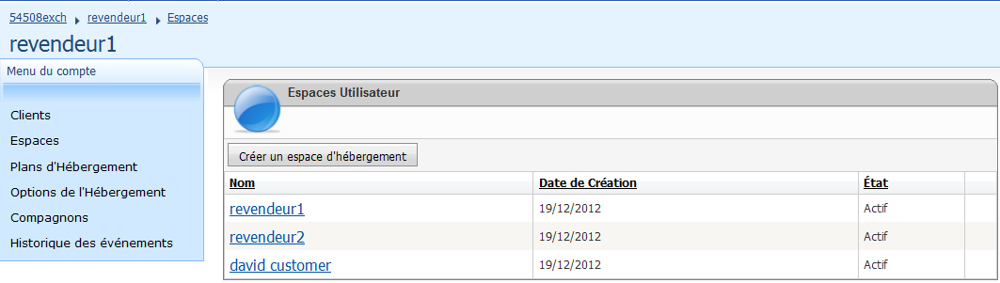 54508exch revendeur1 Espaces
revendeur1
Menu du compte
Clients
Espaces
Plans d'Hébergement
Options de l'Hébergement
Compagnons
Historique des événements
Espaces Utilisateur
Créer un espace d'hébergement
Nom Date de Création État
revendeur1 19/12/2012 Actif
revendeur2 19/12/2012 Actif
david customer 19/12/2012 Actif